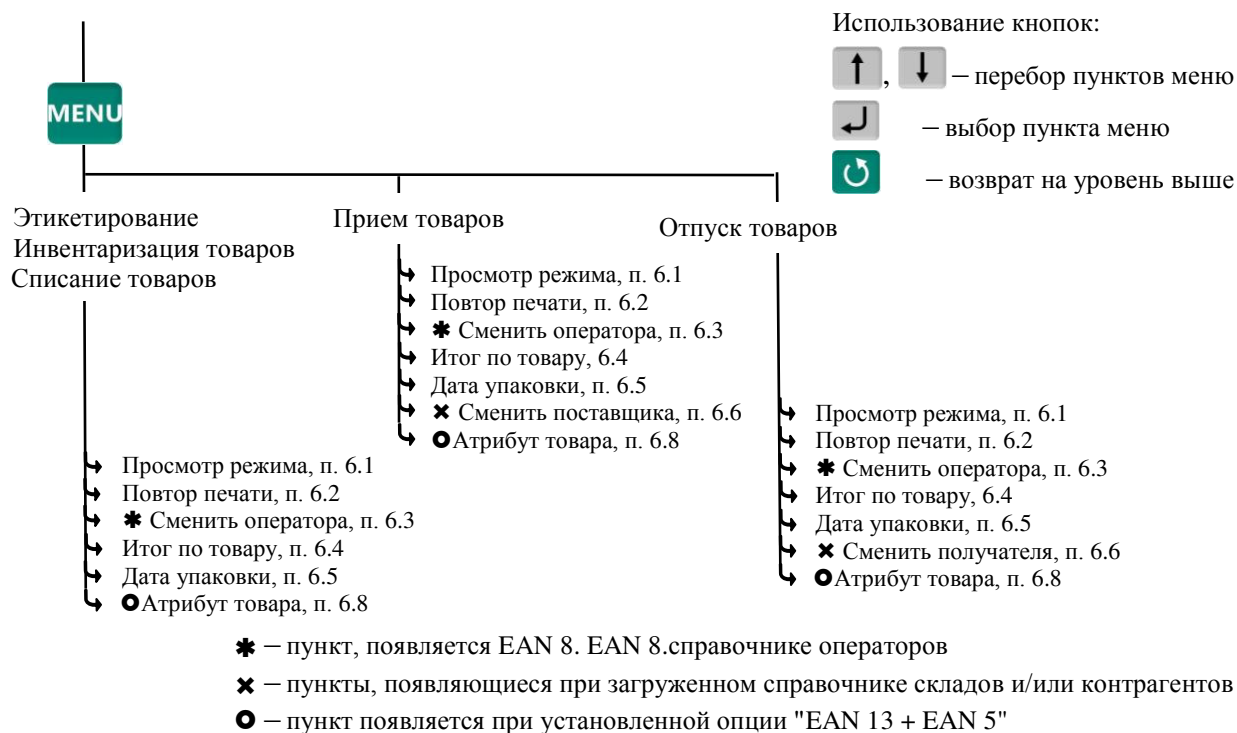 Использование кнопок:
↑, ↓ – перебор пунктов меню
– выбор пункта меню
– возврат на уровень выше
MENU
Этикетирование
Инвентаризация товаров
Списание товаров
Просмотр режима, п. 6.1
Повтор печати, п. 6.2
✱ Сменить оператора, п. 6.3
Итог по товару, п. 6.4
Дата упаковки, п. 6.5
Атрибут товара, п. 6.8
Прием товаров
Просмотр режима, п. 6.1
Повтор печати, п. 6.2
✱ Сменить оператора, п. 6.3
Итог по товару, 6.4
Дата упаковки, п. 6.5
✖ Сменить поставщика, п. 6.6
Атрибут товара, п. 6.8
Отпуск товаров
Просмотр режима, п. 6.1
Повтор печати, п. 6.2
✱ Сменить оператора, п. 6.3
Итог по товару, 6.4
Дата упаковки, п. 6.5
✖ Сменить получателя, п. 6.6
Атрибут товара, п. 6.8
✱ – пункт, появляется EAN 8. EAN 8.справочнике операторов
✖ – пункты, появляющиеся при загруженном справочнике складов и/или контрагентов
– пункт появляется при установленной опции "EAN 13 + EAN 5"